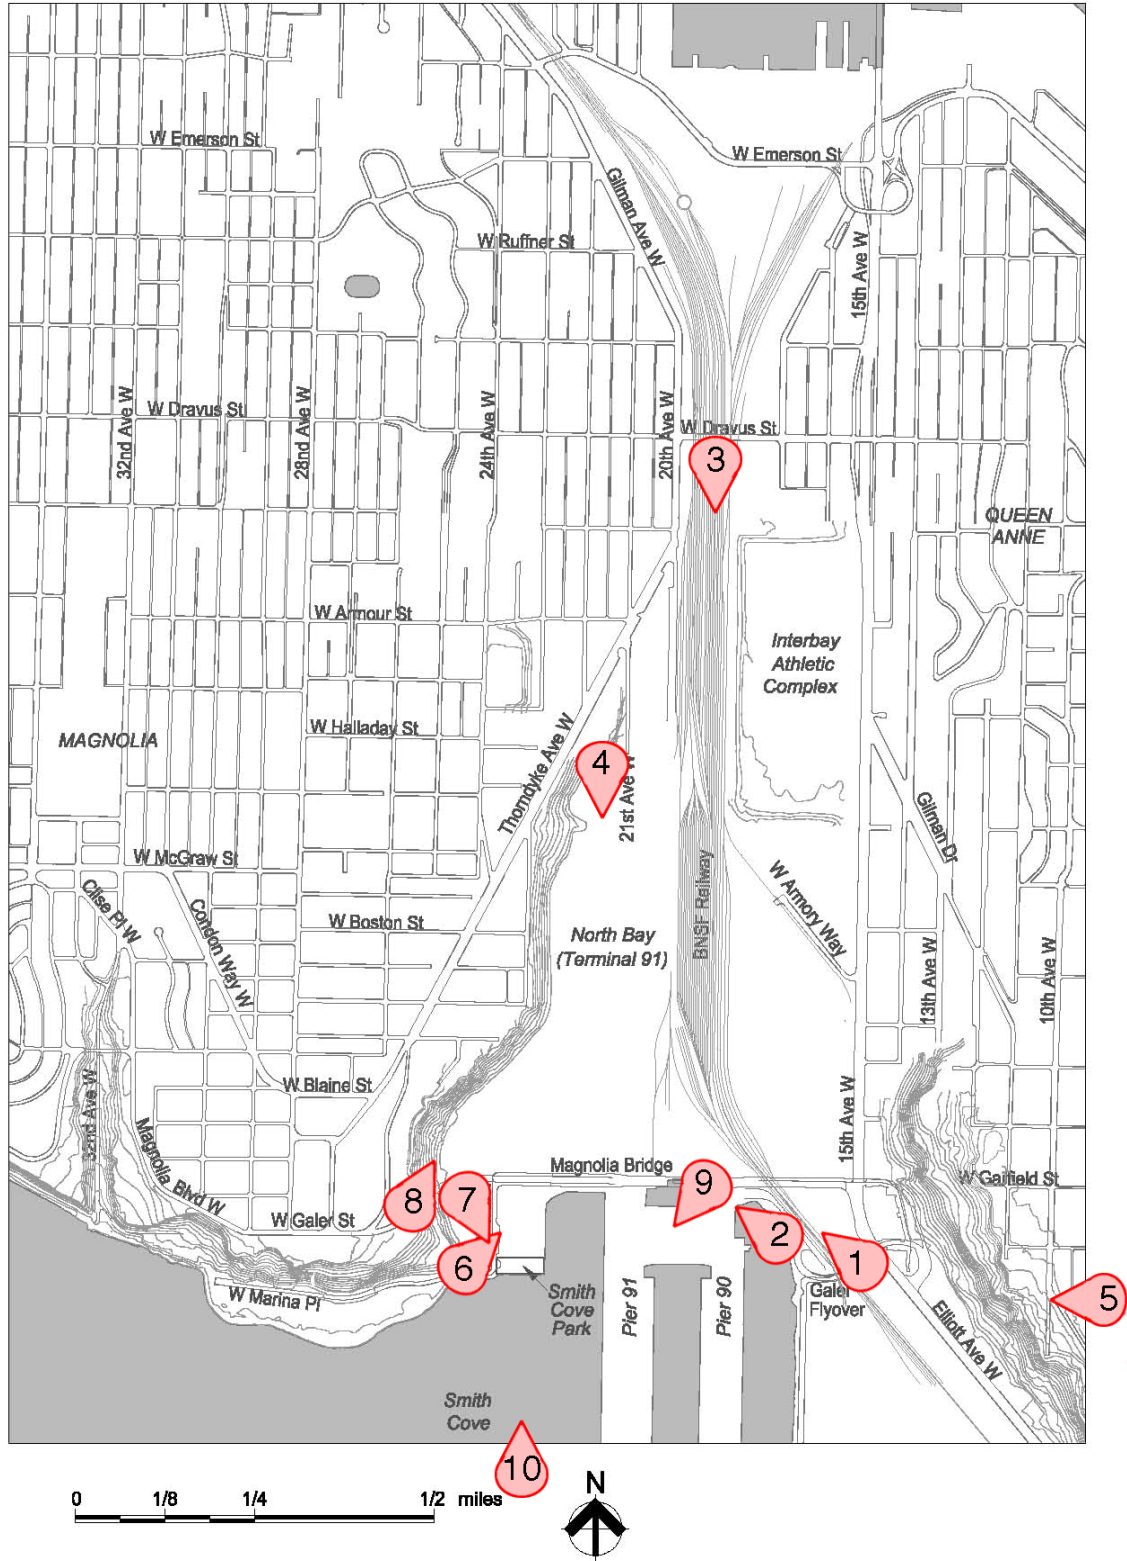 W Emerson St
W Emerson St
Gilman Ave W
W Ruffner St
15th Ave W
32nd Ave W
W Dravus St
28nd Ave W
24th Ave W
20th Ave W
W Dravus St
3
QUEEN
ANNE
W Armour St
Interbay
Athletic
Complex
MAGNOLIA
W Halladay St
Thorndyke Ave W
4
21st Ave W
Gilman Dr
W McGraw St
Clise Pl W
Condon Way W
W Boston St
North Bay
(Terminal 91)
BNSF Railway
W Armory Way
13th Ave W
10th Ave W
32nd Ave W
W Blaine St
Magnolia Blvd W
15th Ave W
Magnolia Bridge
W Garfield St
8
7
9
W Galer St
2
1
6
5
W Marina Pl
Smith
Cove
Park
Pier 91
Pier 90
Galer
Flyover
Elliott Ave W
Smith
Cove
10
N
0 1/8 1/4 1/2 miles